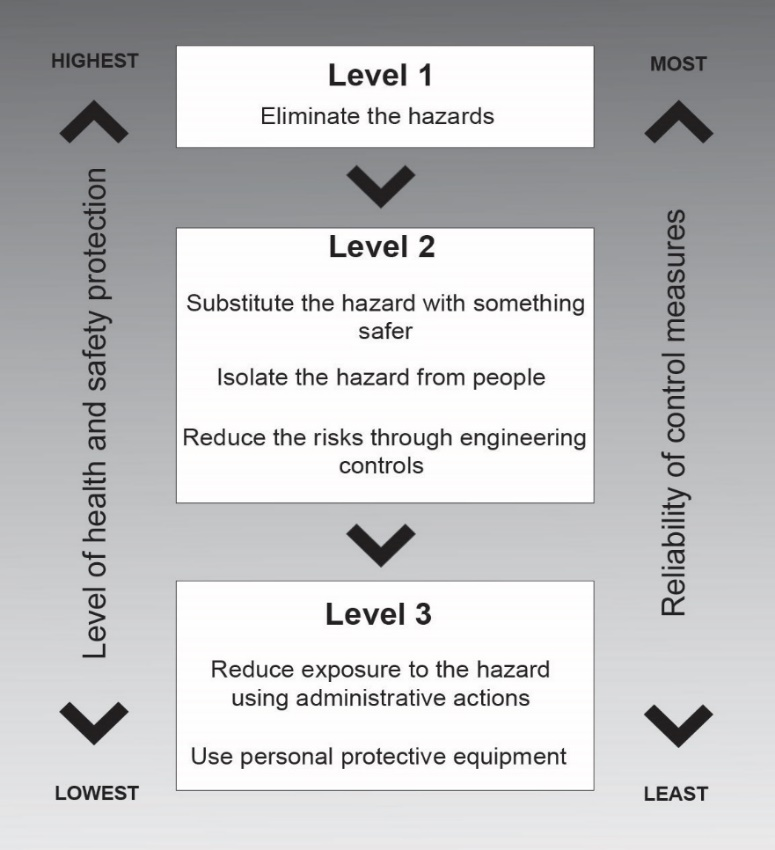 HIGHEST
MOST
Level 1
Eliminate the hazards
Level of health and safety protection
Reliability of control measures
Level 2
Substitute the hazard with something
safer
Isolate the hazard from people
Reduce the risks through engineering
controls
Level 3
Reduce exposure to the hazard
using administrative actions
Use personal protective equipment
LOWEST
LEAST